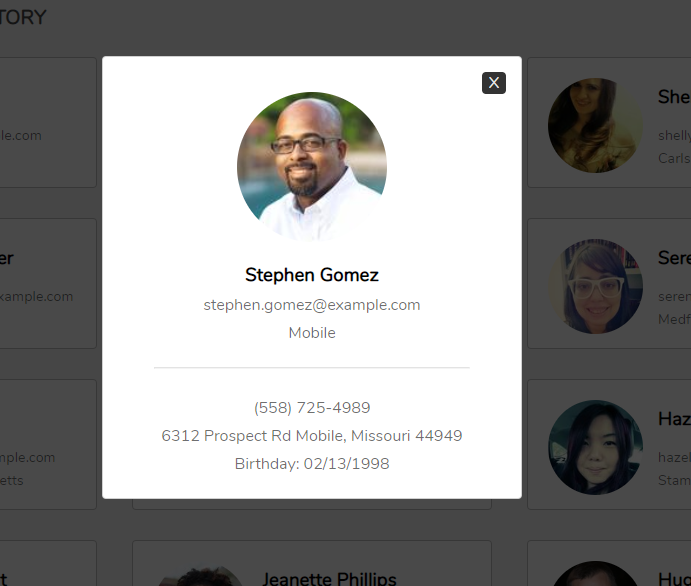 TORY
X
Stephen Gomez
stephen.gomez@example.com
Mobile
(558) 725-4989
6312 Prospect Rd Mobile, Missouri 44949
Birthday: 02/13/1998
She
shelly
Carls
le.com
er
xample.com
Sere
seren
Medf
mple.com
etts
Haz
hazel
Stam
t
Jeanette Phillips
Hug